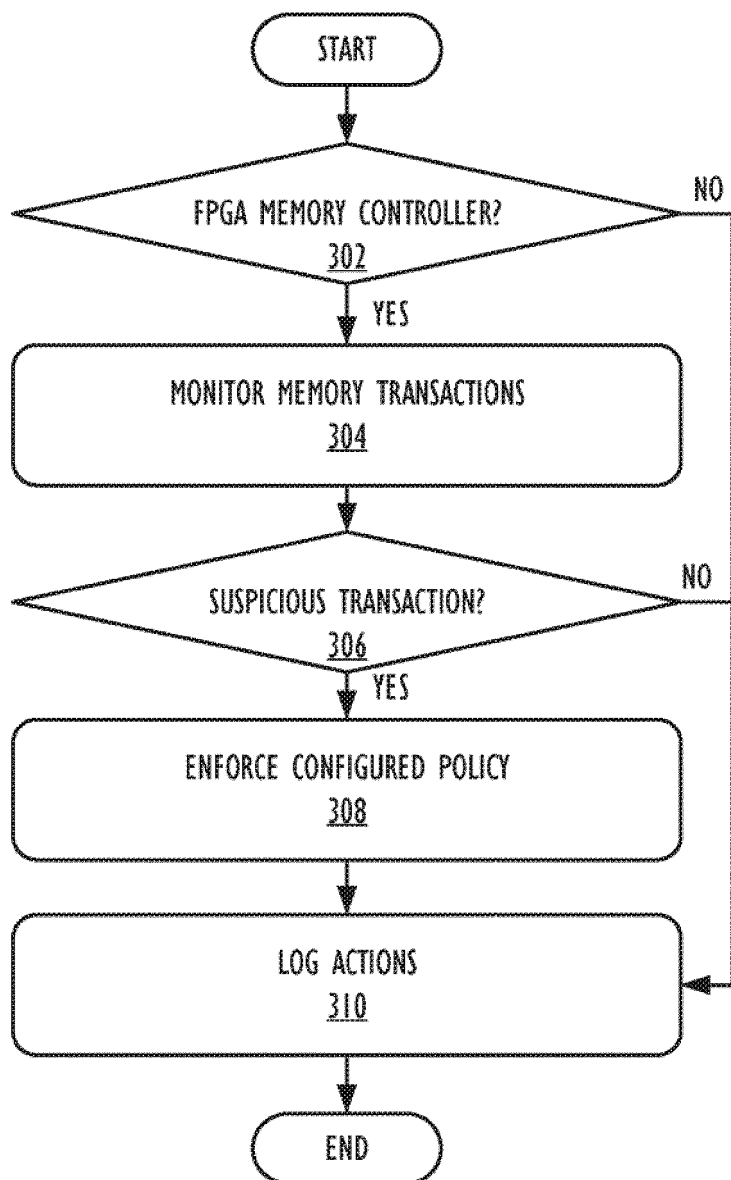 START
FPGA MEMORY CONTROLLER?
302
NO
YES
MONITOR MEMORY TRANSACTIONS
304
SUSPICIOUS TRANSACTION?
306
NO
YES
ENFORCE CONFIGURED POLICY
308
LOG ACTIONS
310
END